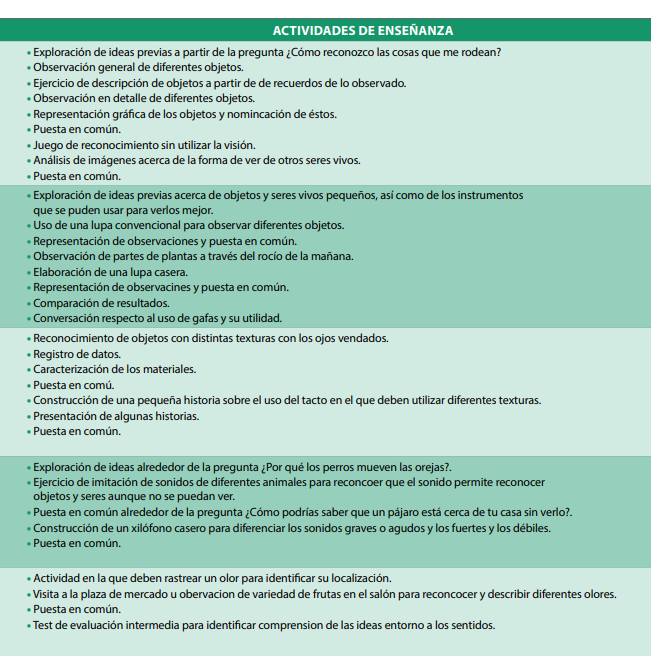 ACTIVIDADES DE ENSEÑANZA
• Exploración de ideas previas a partir de la pregunta ¿Cómo reconozco las cosas que me rodean?
• Observación general de diferentes objetos.
• Ejercicio de descripción de objetos a partir de de recuerdos de lo observado.
• Observación en detalle de diferentes objetos.
• Representación gráfica de los objetos y nomincación de éstos.
• Puesta en común.
• Juego de reconocimiento sin utilizar la visión.
• Análisis de imágenes acerca de la forma de ver de otros seres vivos.
• Puesta en común.
• Exploración de ideas previas acerca de objetos y seres vivos pequeños, así como de los instrumentos
que se puden usar para verlos mejor.
• Uso de una lupa convencional para observar diferentes objetos.
• Representación de observaciones y puesta en común.
• Observación de partes de plantas a través del rocío de la mañana.
• Elaboración de una lupa casera.
• Representación de observacines y puesta en común.
• Comparación de resultados.
• Conversación respecto al uso de gafas y su utilidad.
• Reconocimiento de objetos con distintas texturas con los ojos vendados.
• Registro de datos.
• Caracterización de los materiales.
• Puesta en comú.
• Construcción de una pequeña historia sobre el uso del tacto en el que deben utilizar diferentes texturas.
• Presentación de algunas historias.
• Puesta en común.
• Exploración de ideas alrededor de la pregunta ¿Por qué los perros mueven las orejas?.
• Ejercicio de imitación de sonidos de diferentes animales para reconcoer que el sonido permite reconocer
objetos y seres aunque no se puedan ver.
• Puesta en común alrededor de la pregunta ¿Cómo podrías saber que un pájaro está cerca de tu casa sin verlo?.
• Construcción de un xilófono casero para diferenciar los sonidos graves o agudos y los fuertes y los débiles.
• Puesta en común.
• Actividad en la que deben rastrear un olor para identificar su localización.
• Visita a la plaza de mercado u obervacion de variedad de frutas en el salón para reconcocer y describir diferentes olores.
• Puesta en común.
• Test de evaluación intermedia para identificar comprension de las ideas entorno a los sentidos.